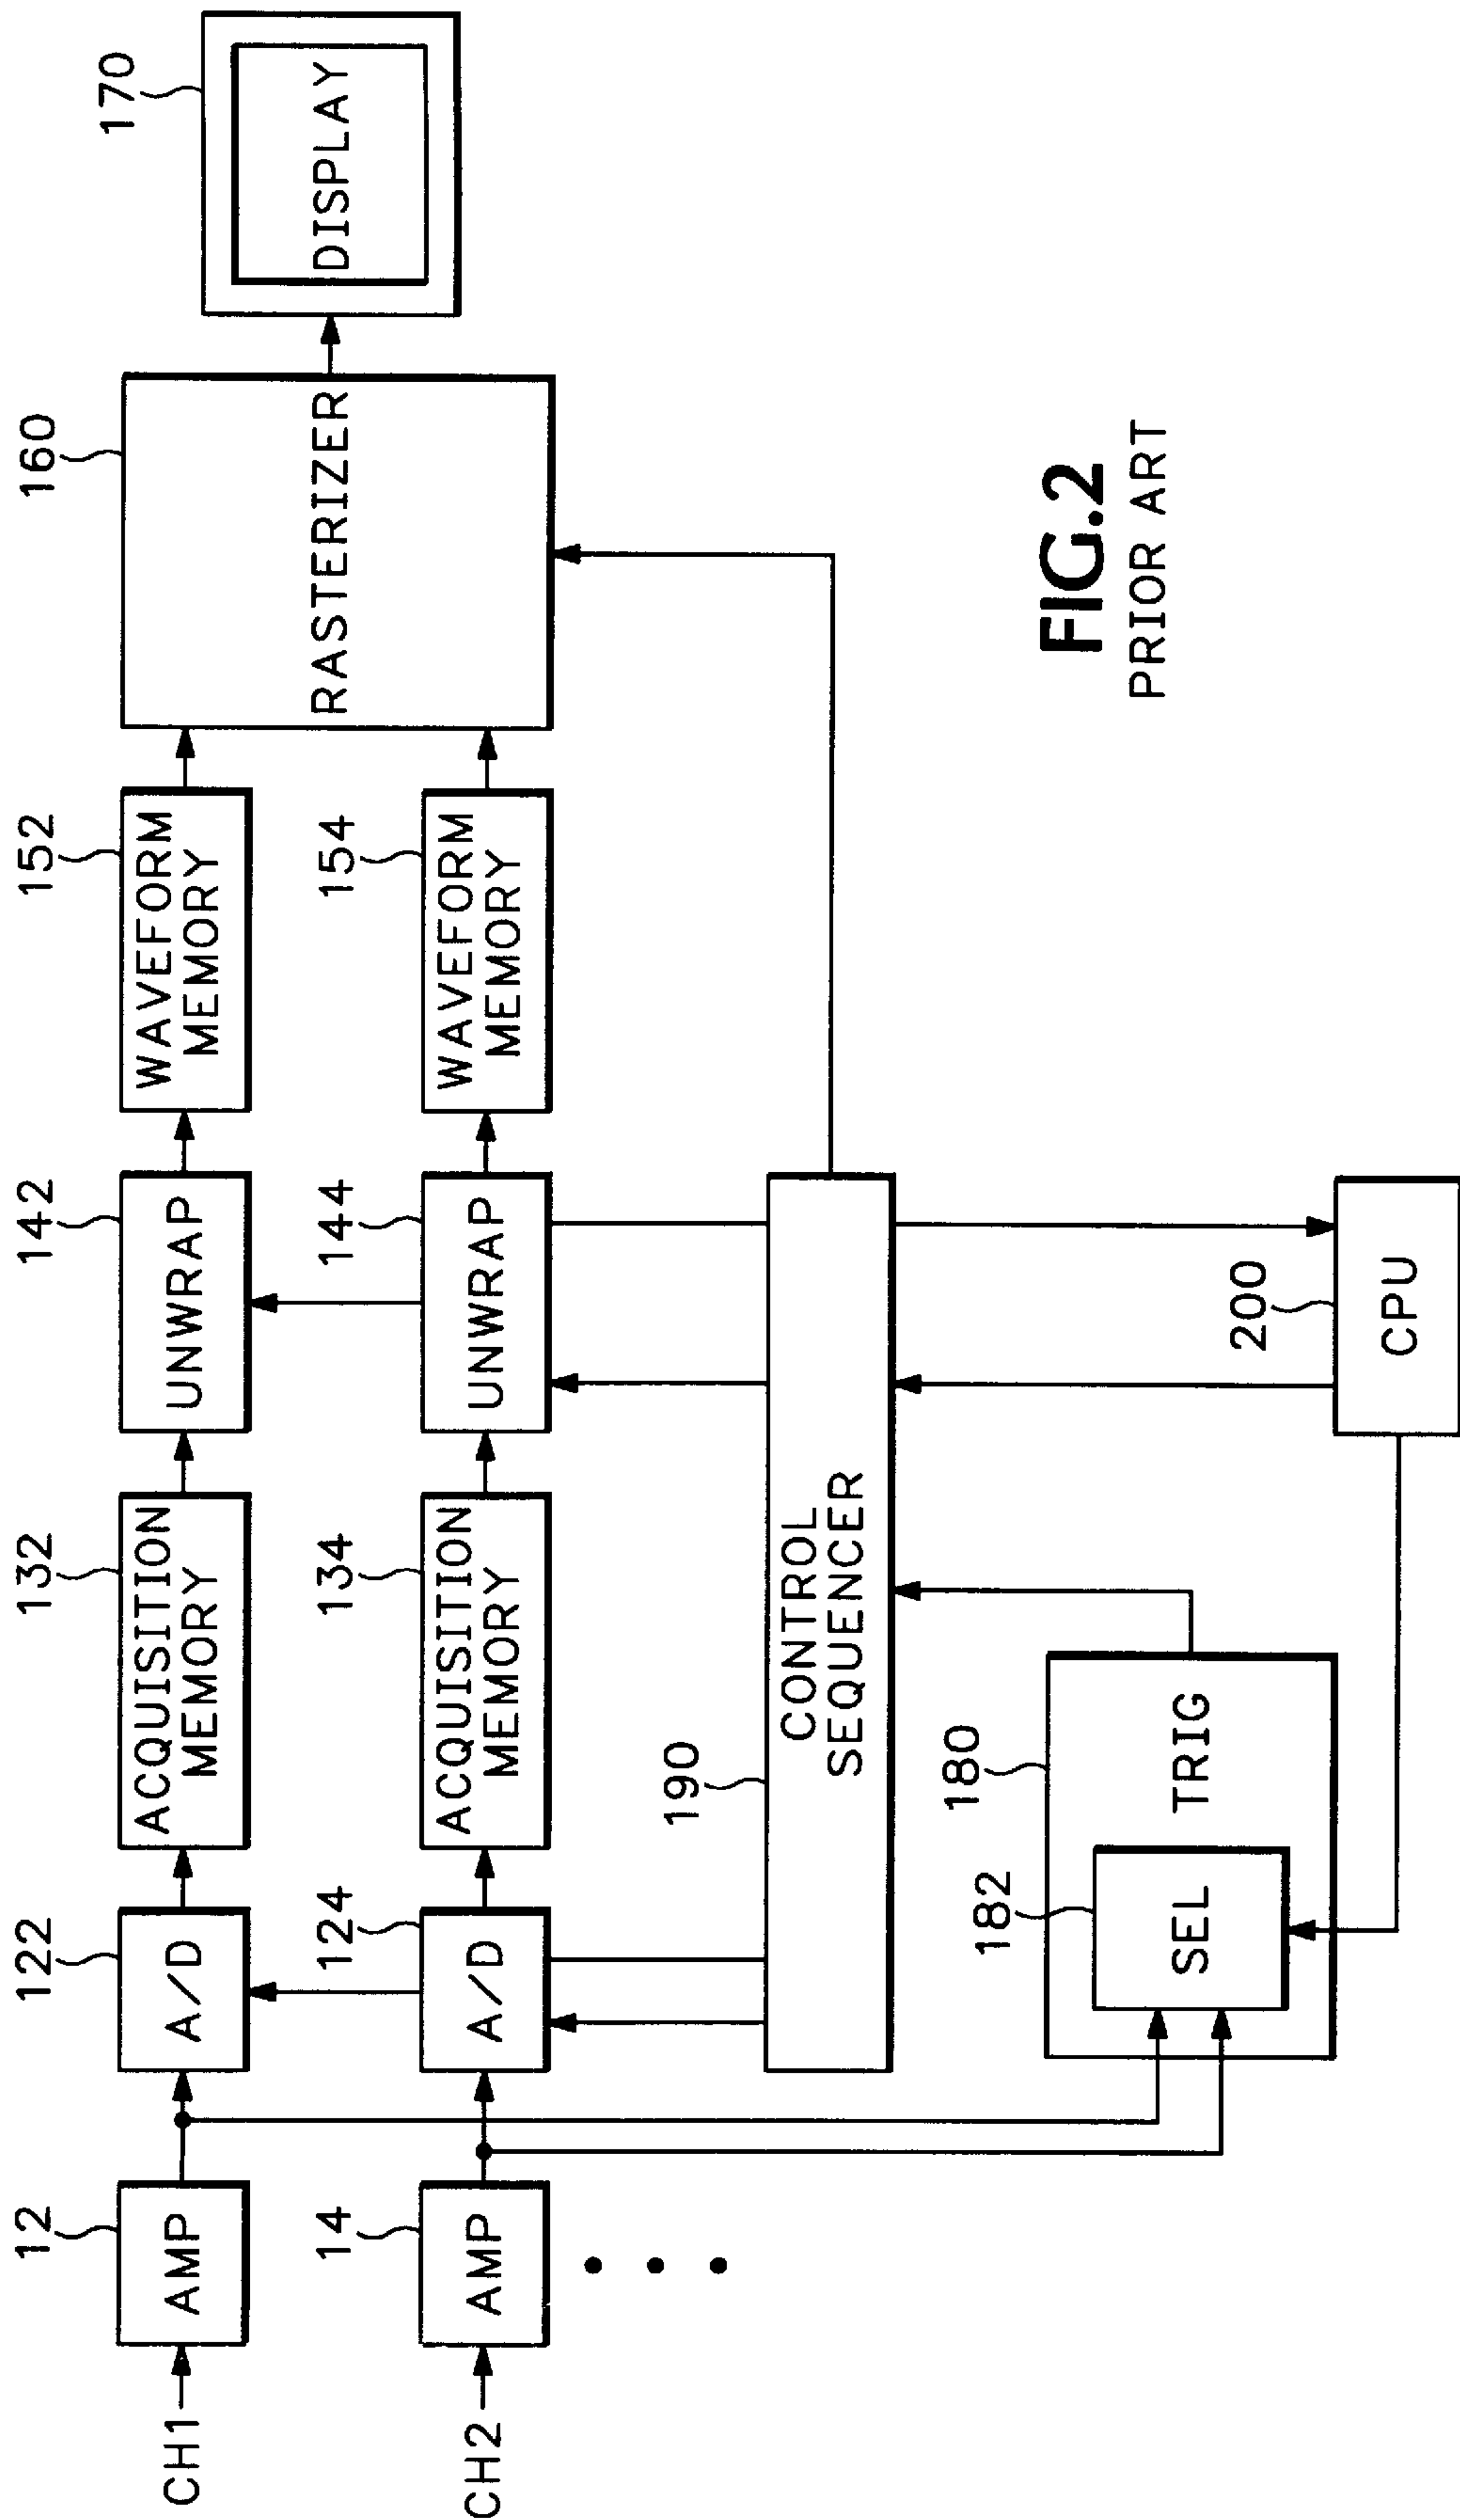 12
122
132
142
152
160
170
CH1
AMP
A/D
ACQUISITION
MEMORY
UNWRAP
WAVEFORM
MEMORY
RASTERIZER
DISPLAY
14
124
134
144
154
CH2
AMP
A/D
ACQUISITION
MEMORY
UNWRAP
WAVEFORM
MEMORY
190
CONTROL
SEQUENCER
180
182
SEL
TRIG
200
CPU
FIG.2
PRIOR ART